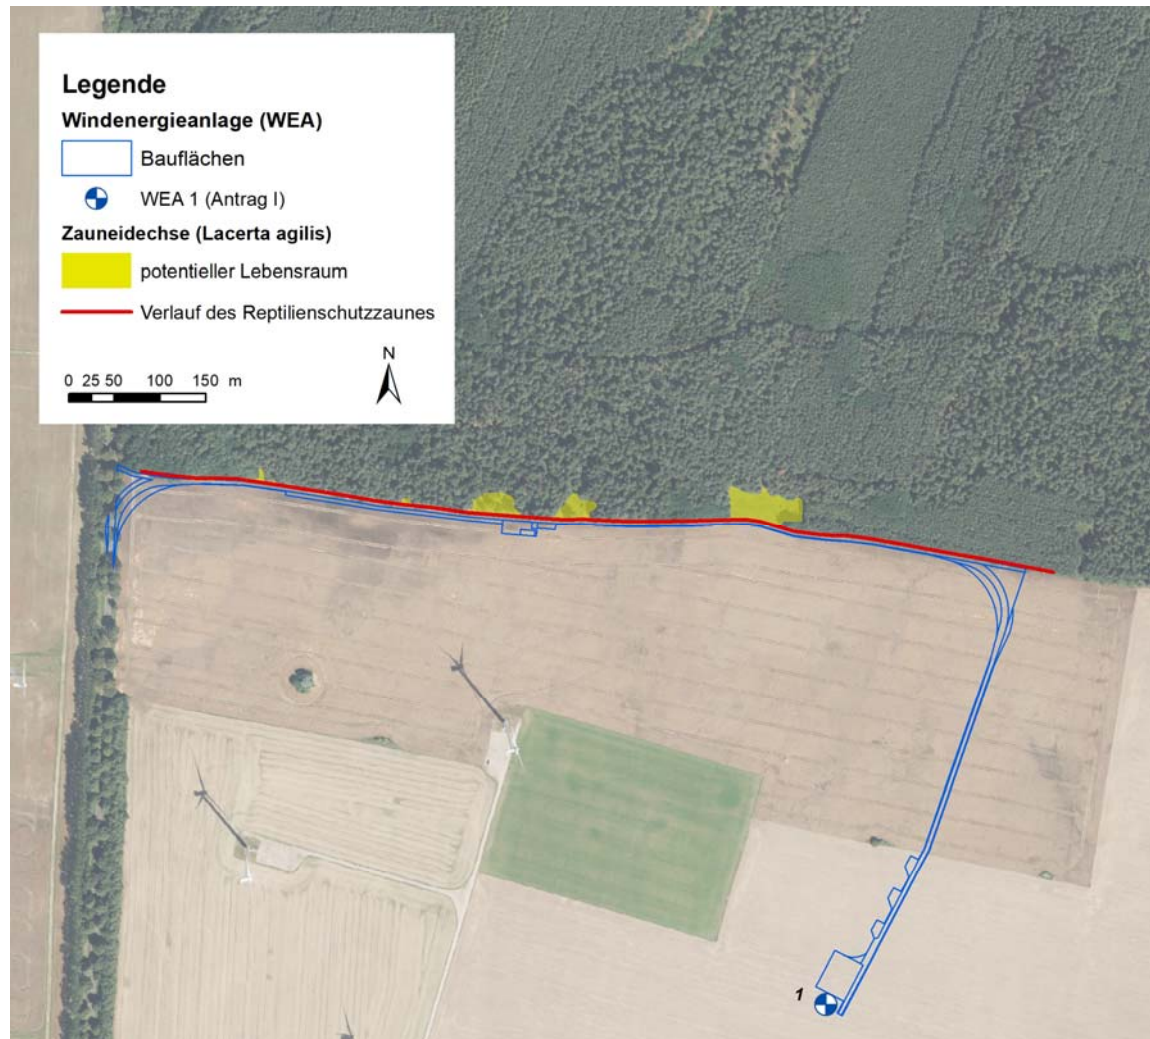 Legende
Windenergieanlage (WEA)
Bauflächen
WEA 1 (Antrag I)
Zauneidechse (Lacerta agilis)
potentieller Lebensraum
Verlauf des Reptilienschutzzaunes
N
0 25 50 100 150 m
1